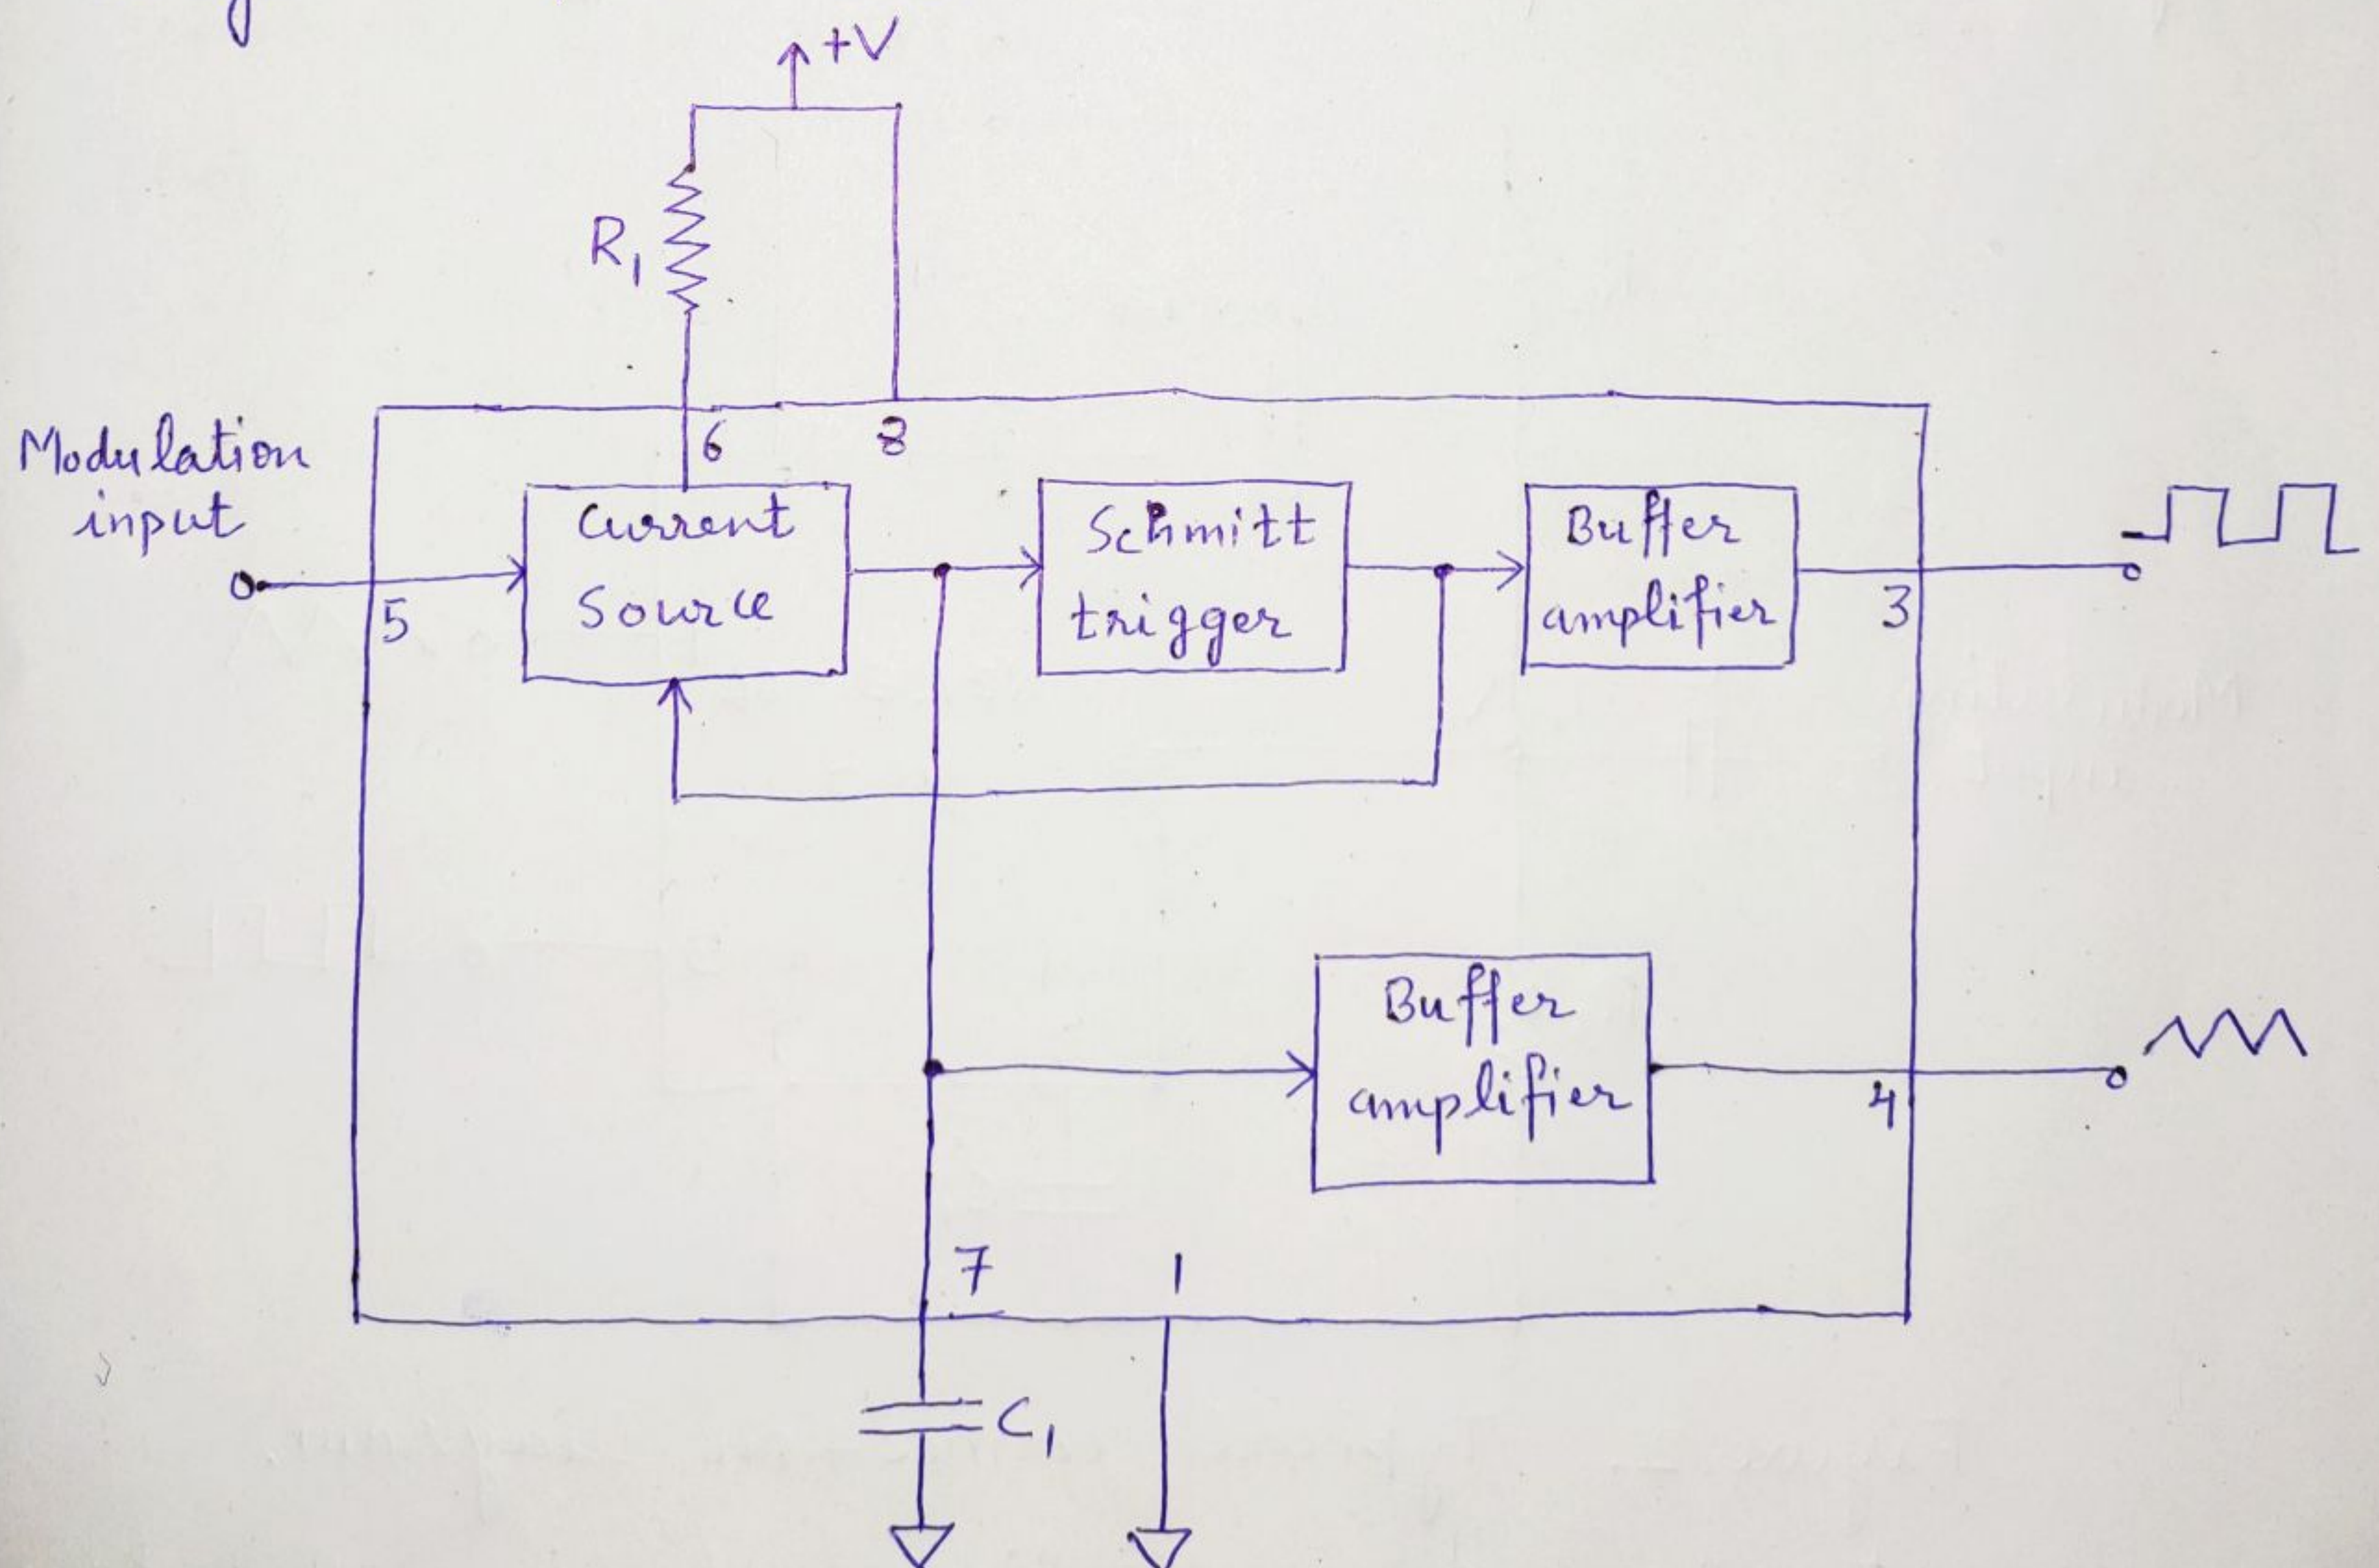 +V
R1
6
8
Modulation
input
5
Current
Source
Schmitt
trigger
Buffer
amplifier
3
Buffer
amplifier
4
7
1
C1